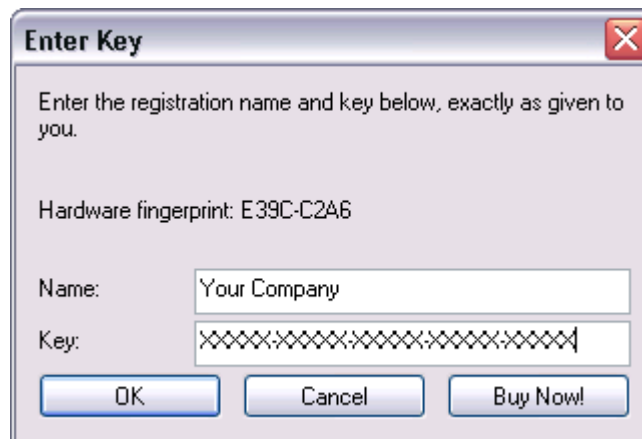 Enter Key
Enter the registration name and key below, exactly as given to
you.
Hardware fingerprint: E39C-C2A6
Name: Your Company
Key: XXXXX-XXXXX-XXXXX-XXXXX-XXXXX
OK Cancel Buy Now!